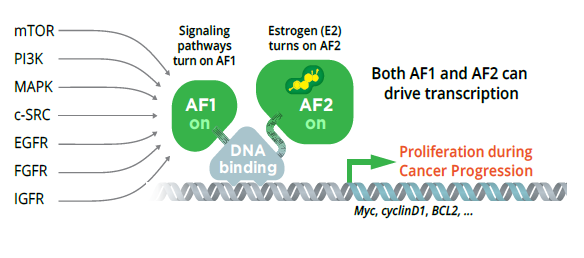 mTOR
PI3K
MAPK
c-SRC
EGFR
FGFR
IGFR
Signaling
pathways
turn on AF1
Estrogen (E2)
turns on AF2
AF1
on
AF2
on
DNA
binding
Both AF1 and AF2 can
drive transcription
Proliferation during
Cancer Progression
Myc, cyclinD1, BCL2, ...